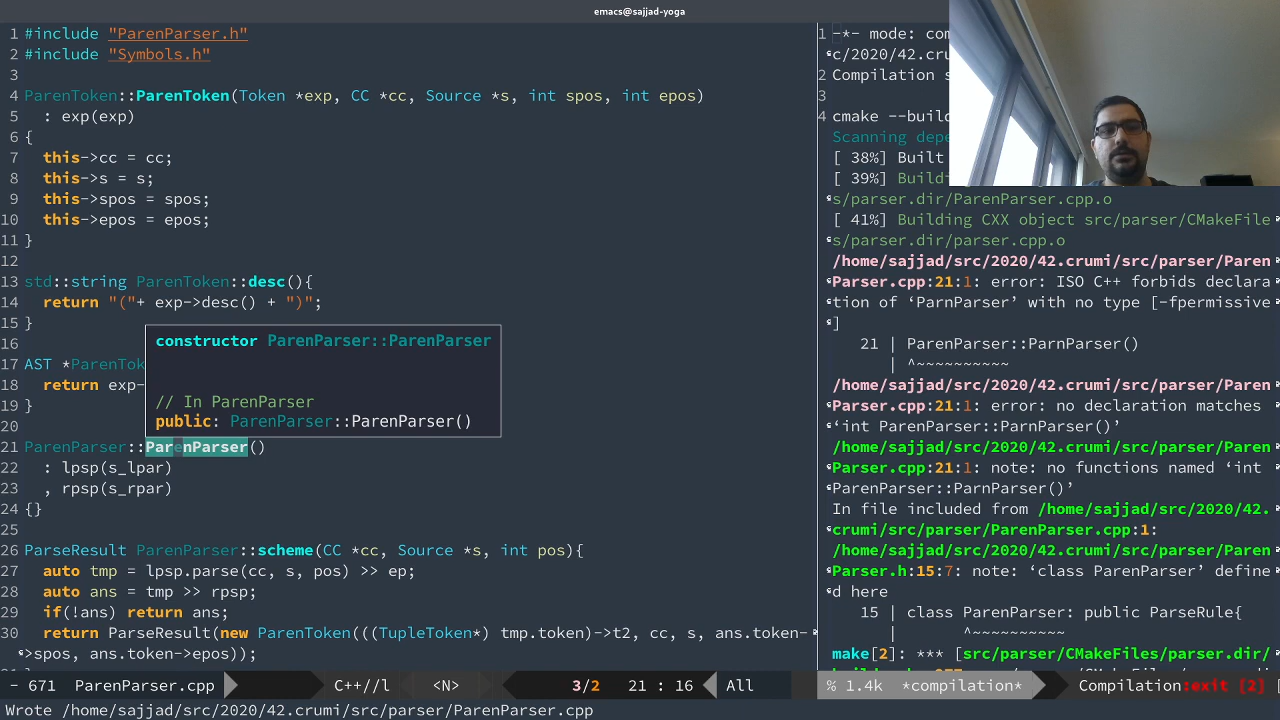 emacs@sajjad-yoga
1 #include "ParenParser.h"
2 #include "Symbols.h"
3
4 ParenToken::ParenToken(Token *exp, CC *cc, Source *s, int spos, int epos)
5   : exp(exp)
6 {
7   this->cc = cc;
8   this->s = s;
9   this->spos = spos;
10   this->epos = epos;
11 }
12
13 std::string ParenToken::desc(){
14   return "("+ exp->desc() + ")";
15 }
16
17 AST *ParenTok
18   return exp-
19 }
20
constructor ParenParser::ParenParser
// In ParenParser
public: ParenParser::ParenParser()
21 ParenParser::ParenParser()
22   : lpsp(s_lpar)
23   , rpsp(s_rpar)
24 {}
25
26 ParseResult ParenParser::scheme(CC *cc, Source *s, int pos){
27   auto tmp = lpsp.parse(cc, s, pos) >> ep;
28   auto ans = tmp >> rpsp;
29   if(!ans) return ans;
30   return ParseResult(new ParenToken(((TupleToken*) tmp.token)->t2, cc, s, ans.token-
>spos, ans.token->epos));
- 671 ParenParser.cpp C++//l <N> 3/2 21 : 16 All
1 -*- mode: com
c/2020/42.crum
2 Compilation s
3
4 cmake --build
Scanning depe
[ 38%] Built
[ 39%] Buildi
s/parser.dir/ParenParser.cpp.o
[ 41%] Building CXX object src/parser/CMakeFile
s/parser.dir/parser.cpp.o
/home/sajjad/src/2020/42.crumi/src/parser/Paren
Parser.cpp:21:1: error: ISO C++ forbids declara
tion of ‘ParnParser’ with no type [-fpermissive
]
21 | ParenParser::ParnParser()
| ^~~~~~~~~~~
/home/sajjad/src/2020/42.crumi/src/parser/Paren
Parser.cpp:21:1: error: no declaration matches
‘int ParenParser::ParnParser()’
/home/sajjad/src/2020/42.crumi/src/parser/Paren
Parser.cpp:21:1: note: no functions named ‘int
ParenParser::ParnParser()’
In file included from /home/sajjad/src/2020/42.
crumi/src/parser/ParenParser.cpp:1:
/home/sajjad/src/2020/42.crumi/src/parser/Paren
Parser.h:15:7: note: ‘class ParenParser’ define
d here
15 | class ParenParser: public ParseRule{
|       ^~~~~~~~~~~
make[2]: *** [src/parser/CMakeFiles/parser.dir/
% 1.4k *compilation* Compilation:exit [2] [
Wrote /home/sajjad/src/2020/42.crumi/src/parser/ParenParser.cpp